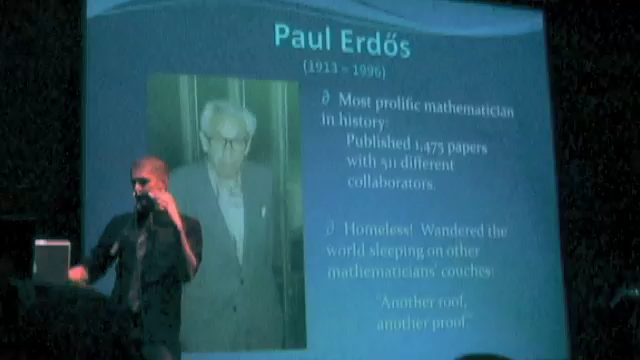 Paul Erdős
(1913 – 1996)
∂ Most prolific mathematician
in history:
Published 1,475 papers
with 511 different
collaborators.
∂ Homeless! Wandered the
world sleeping on other
mathematicians' couches:
"Another roof,
another proof"